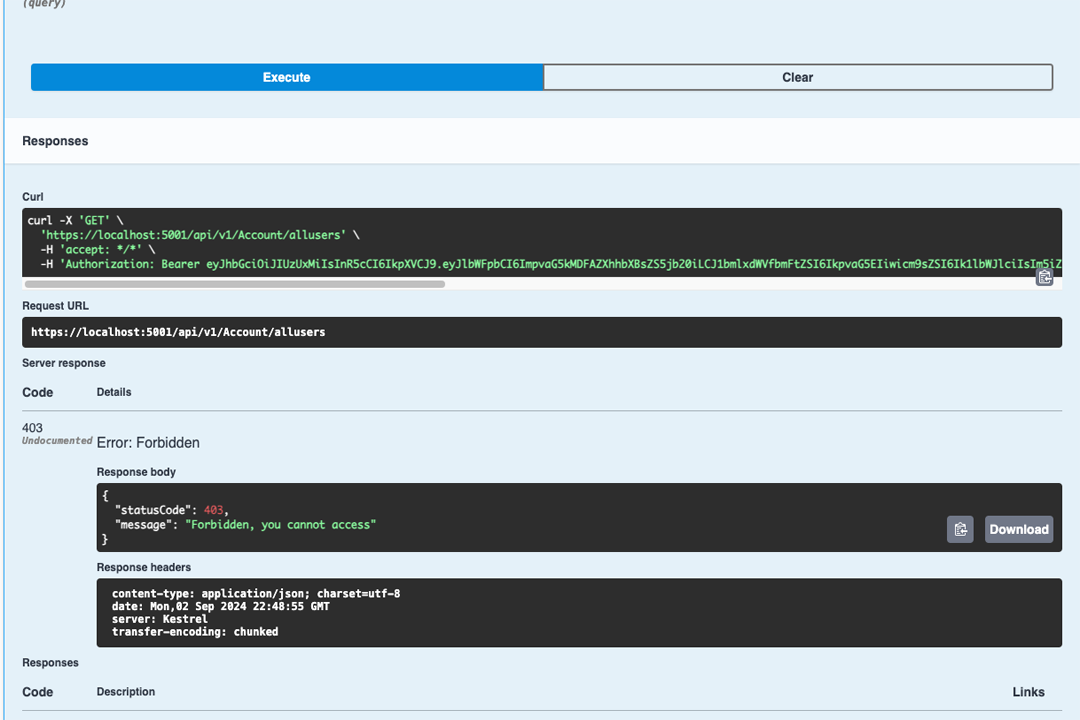 (query)
Execute
Clear
Responses
Curl
curl -X 'GET' \
'https://localhost:5001/api/v1/Account/allusers' \
-H 'accept: */*' \
-H 'Authorization: Bearer
Request URL
https://localhost:5001/api/v1/Account/allusers
Server response
Code Details
403
Undocumented
Error: Forbidden
Response body
{
"statusCode": 403,
"message": "Forbidden, you cannot access"
}
Download
Response headers
content-type: application/json; charset=utf-8
date: Mon,02 Sep 2024 22:48:55 GMT
server: Kestrel
transfer-encoding: chunked
Responses
Code Description Links